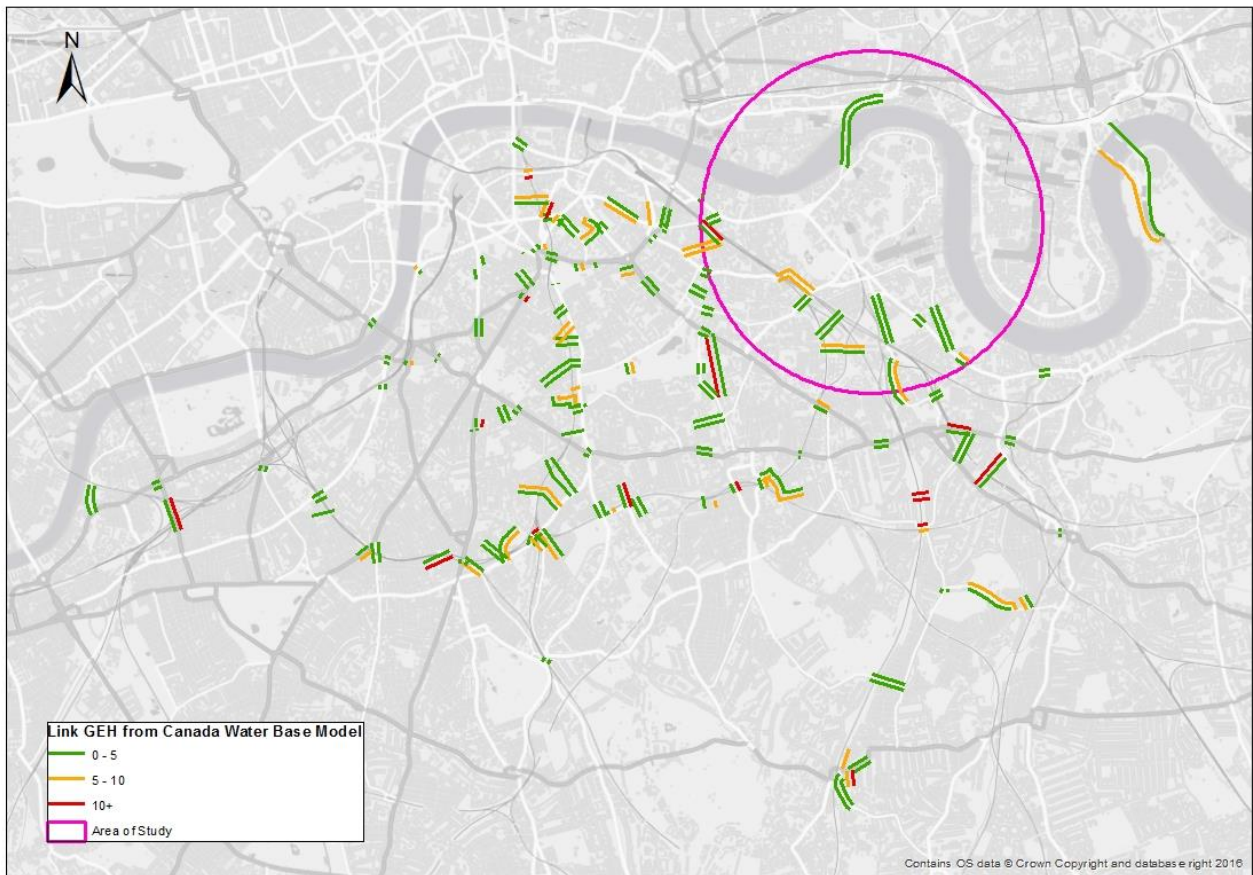 N
Link GEH from Canada Water Base Model
0 - 5
5 - 10
10+
Area of Study
Contains OS data © Crown Copyright and database right 2016